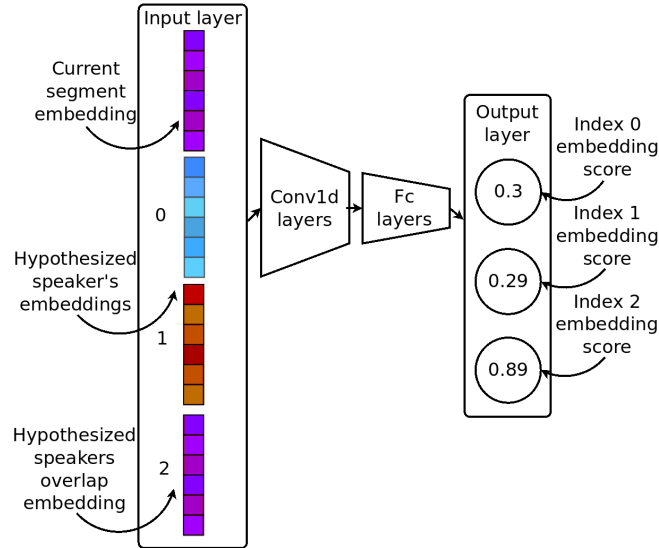 Input layer
Current
segment
embedding
0
Hypothesized
speaker's
embeddings
1
Hypothesized
speakers
overlap
embedding
2
Conv1d
layers
Fc
layers
Output
layer
0.3
0.29
0.89
Index 0
embedding
score
Index 1
embedding
score
Index 2
embedding
score